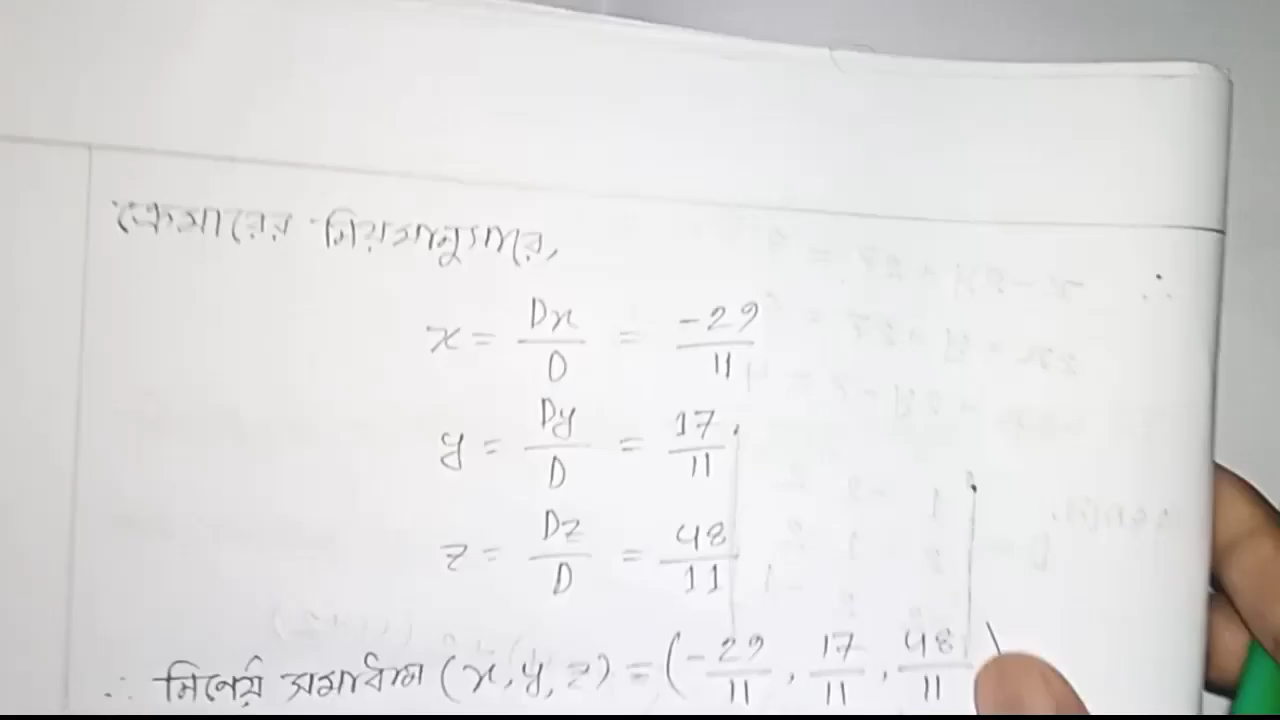 ক্রেমারের নিয়মানুসারে,
x = Dx/D = -29/11
y = Dy/D = 17/11
z = Dz/D = 48/11
∴ নির্ণেয় সমাধান (x, y, z) = (-29/11, 17/11, 48/11)